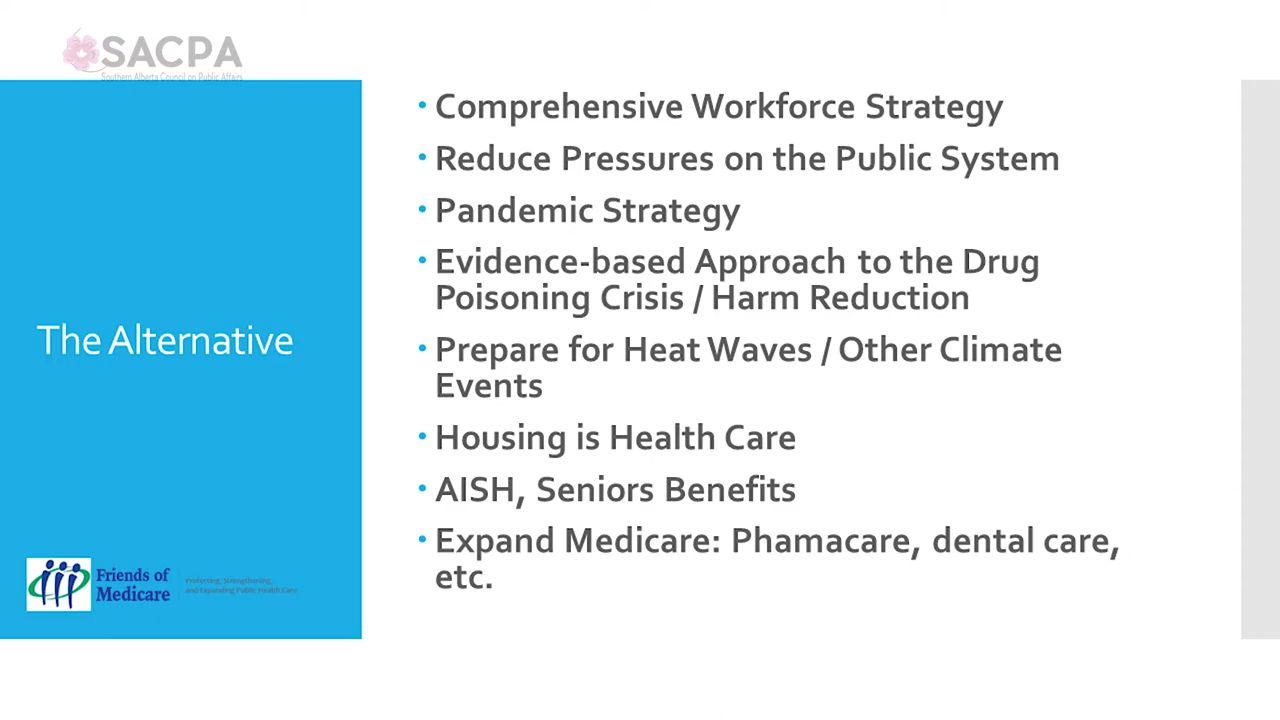 SACPA
Southern Alberta Council on Public Affairs
The Alternative
• Comprehensive Workforce Strategy
• Reduce Pressures on the Public System
• Pandemic Strategy
• Evidence-based Approach to the Drug
Poisoning Crisis / Harm Reduction
• Prepare for Heat Waves / Other Climate
Events
• Housing is Health Care
• AISH, Seniors Benefits
• Expand Medicare: Phamacare, dental care,
etc.
Friends of
Medicare
Protecting, Strengthening,
and Expanding Public Health Care